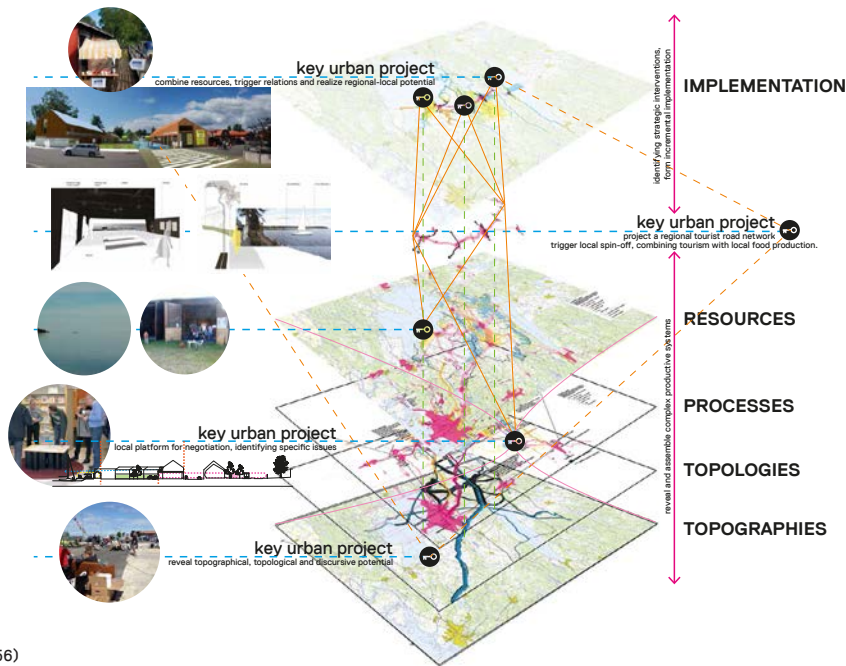 key urban project
combine resources, trigger relations and realize regional-local potential
IMPLEMENTATION
identifying strategic interventions,
form incremental implementation
key urban project
project a regional tourist road network
trigger local spin-off, combining tourism with local food production.
RESOURCES
reveal and assemble complex productive systems
PROCESSES
key urban project
local platform for negotiation, identifying specific issues
TOPOLOGIES
TOPOGRAPHIES
key urban project
reveal topographical, topological and discursive potential
56)